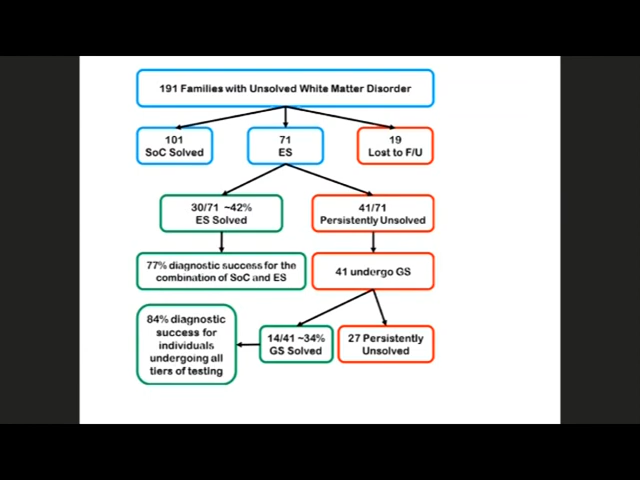 191 Families with Unsolved White Matter Disorder
101
SoC Solved
71
ES
19
Lost to F/U
30/71 ~42%
ES Solved
41/71
Persistently Unsolved
77% diagnostic success for the
combination of SoC and ES
41 undergo GS
84% diagnostic
success for
individuals
undergoing all
tiers of testing
14/41 ~34%
GS Solved
27 Persistently
Unsolved